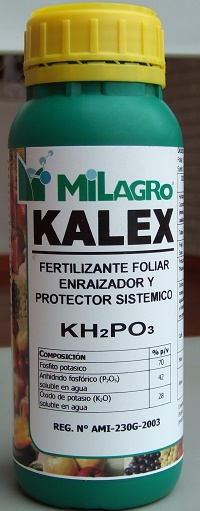 MiLAGRO
KALEX
FERTILIZANTE FOLIAR
ENRAIZADOR Y
PROTECTOR SISTEMICO
KH₂PO₃
COMPOSICIÓN % p/v
Fosfito potasico 70
Anhidrido fosfórico (P₂O₅) 42
soluble en agua
Oxido de potasio (K₂O) 28
soluble en agua
REG. Nº AMI-230G-2003